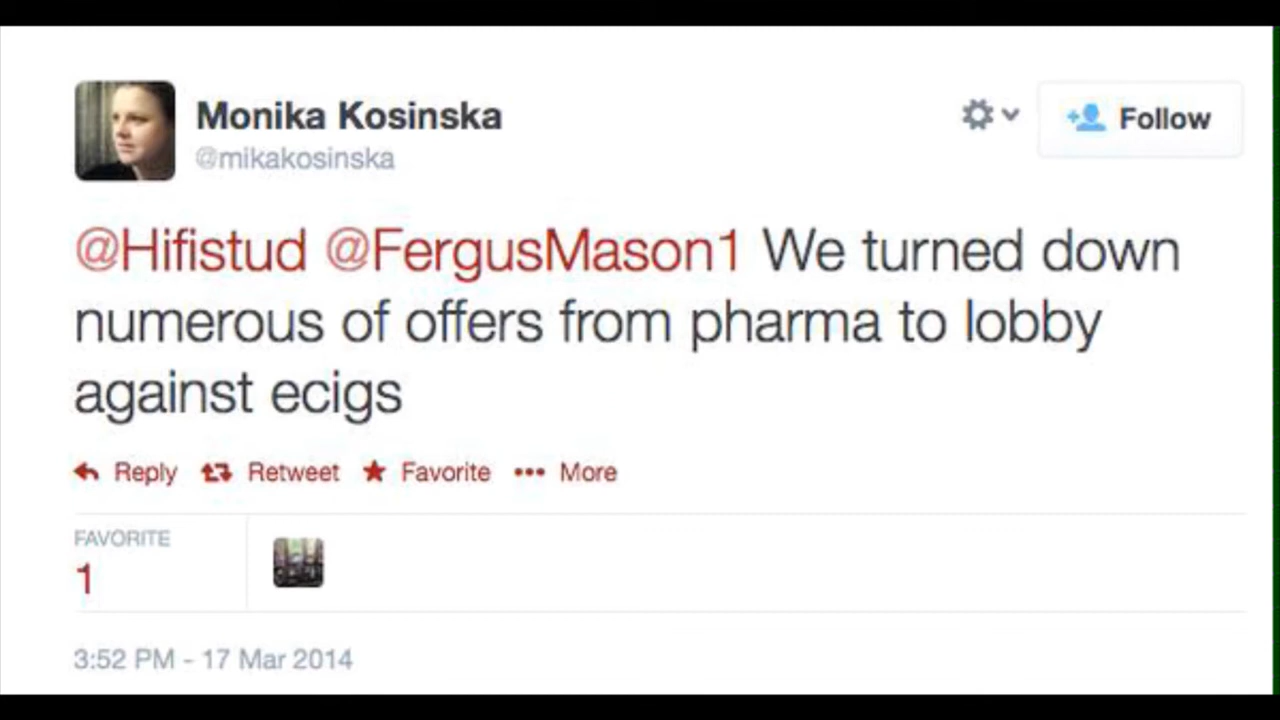 Monika Kosinska
@mikakosinska
Follow
@Hifistud @FergusMason1 We turned down
numerous of offers from pharma to lobby
against ecigs
Reply Retweet Favorite More
FAVORITE
1
3:52 PM - 17 Mar 2014